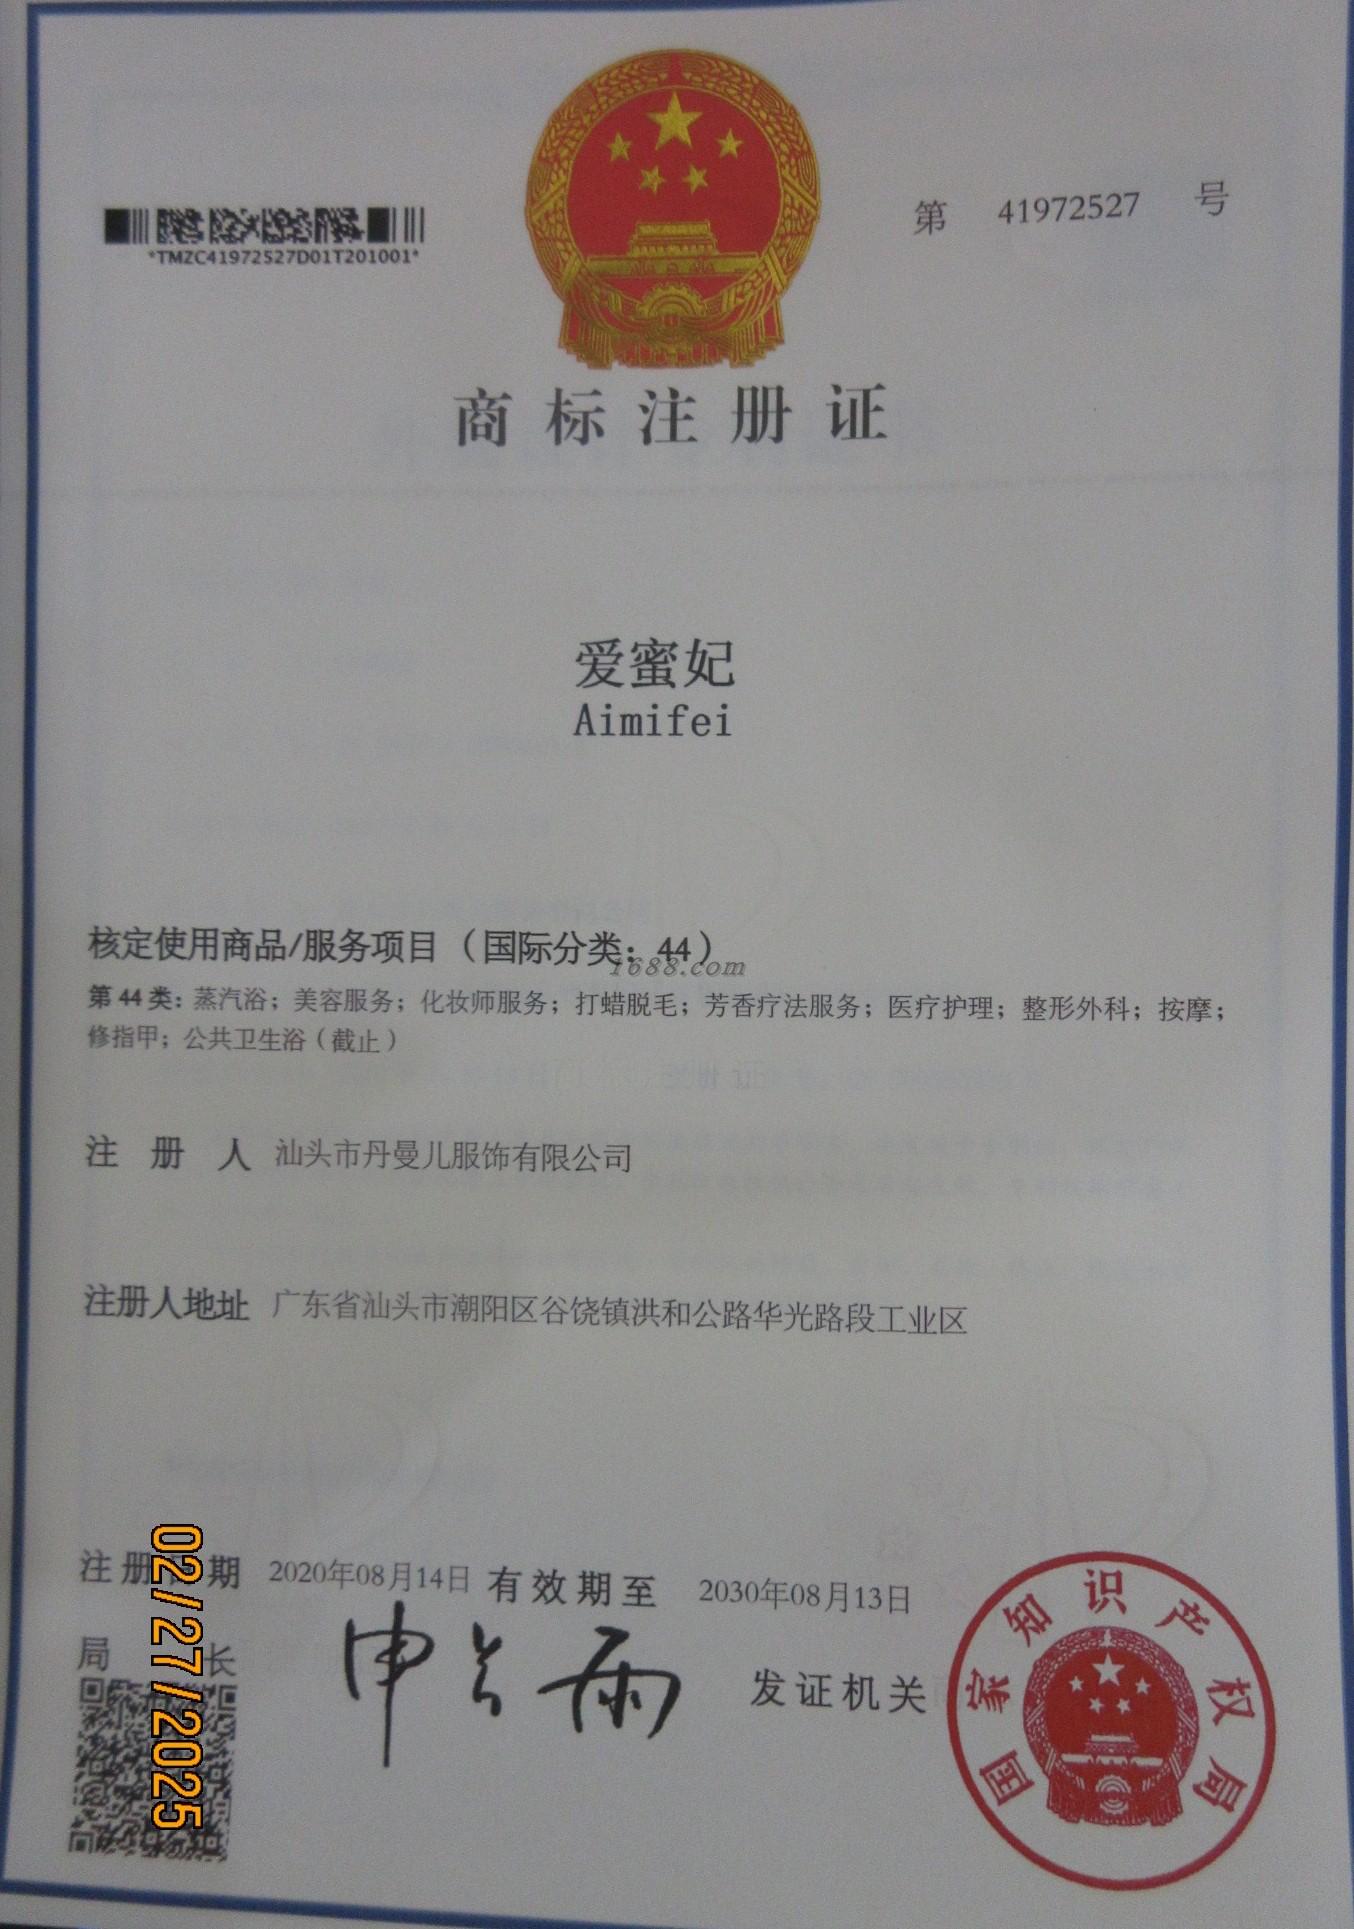 第 41972527 号
*TMZC41972527D01T201001*
商标注册证
爱蜜妃
Aimifei
核定使用商品/服务项目（国际分类：44）
1688.com
第44类：蒸汽浴；美容服务；化妆师服务；打蜡脱毛；芳香疗法服务；医疗护理；整形外科；按摩；
修指甲；公共卫生浴（截止）
注册人 汕头市丹曼儿服饰有限公司
注册人地址 广东省汕头市潮阳区谷饶镇洪和公路华光路段工业区
注册日期 2020年08月14日 有效期至 2030年08月13日
局长 申长雨 发证机关
国家知识产权局
02/27/2025